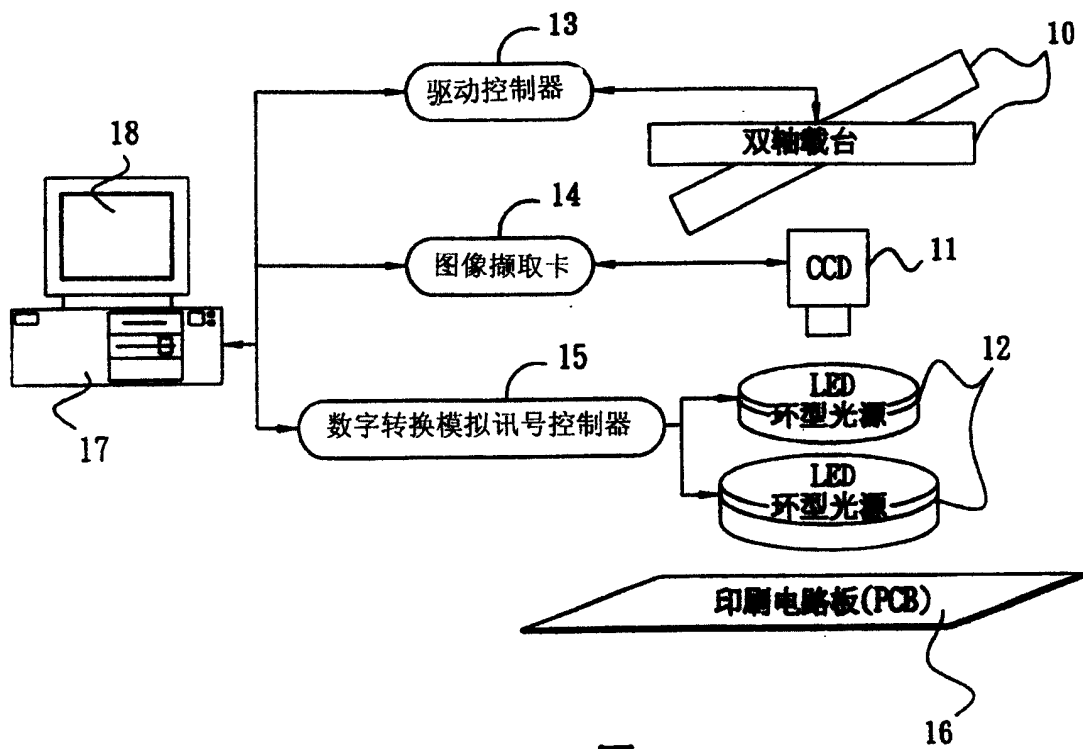 13
10
驱动控制器
双轴载台
18
14
11
图像撷取卡
CCD
15
12
LED
环型光源
数字转换模拟讯号控制器
17
LED
环型光源
印刷电路板(PCB)
16